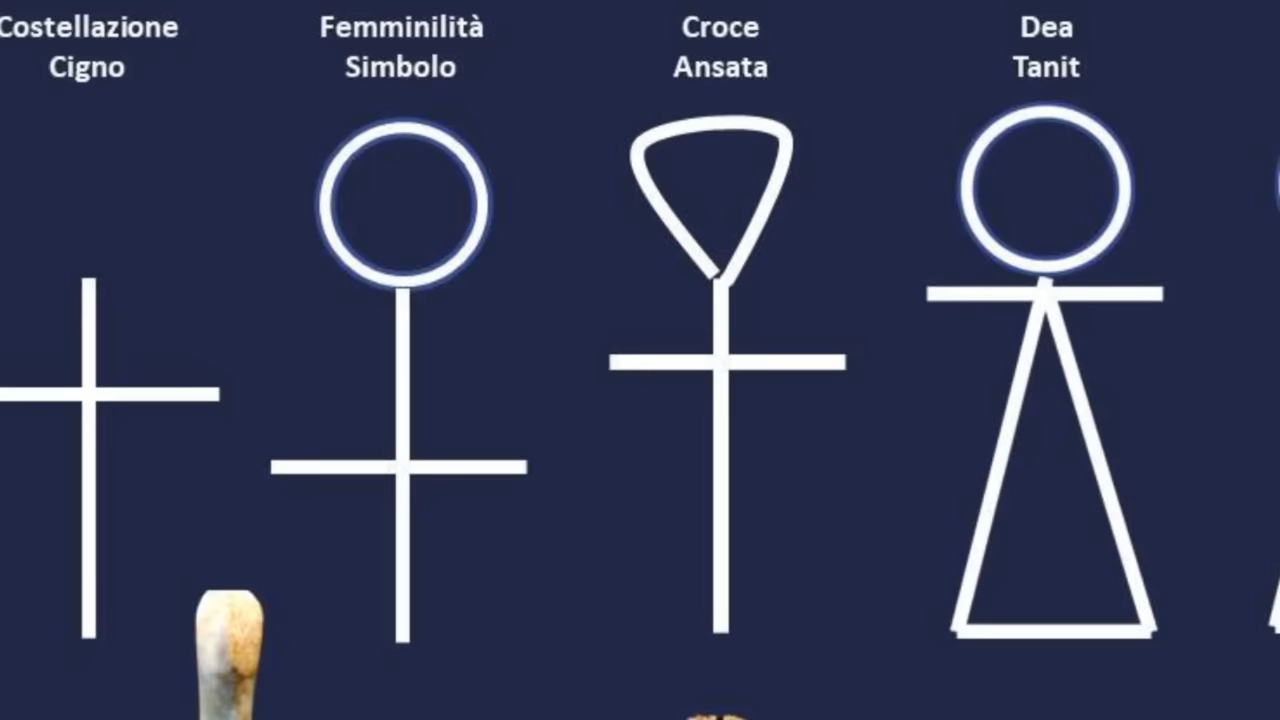 Costellazione
Cigno
Femminilità
Simbolo
Croce
Ansata
Dea
Tanit